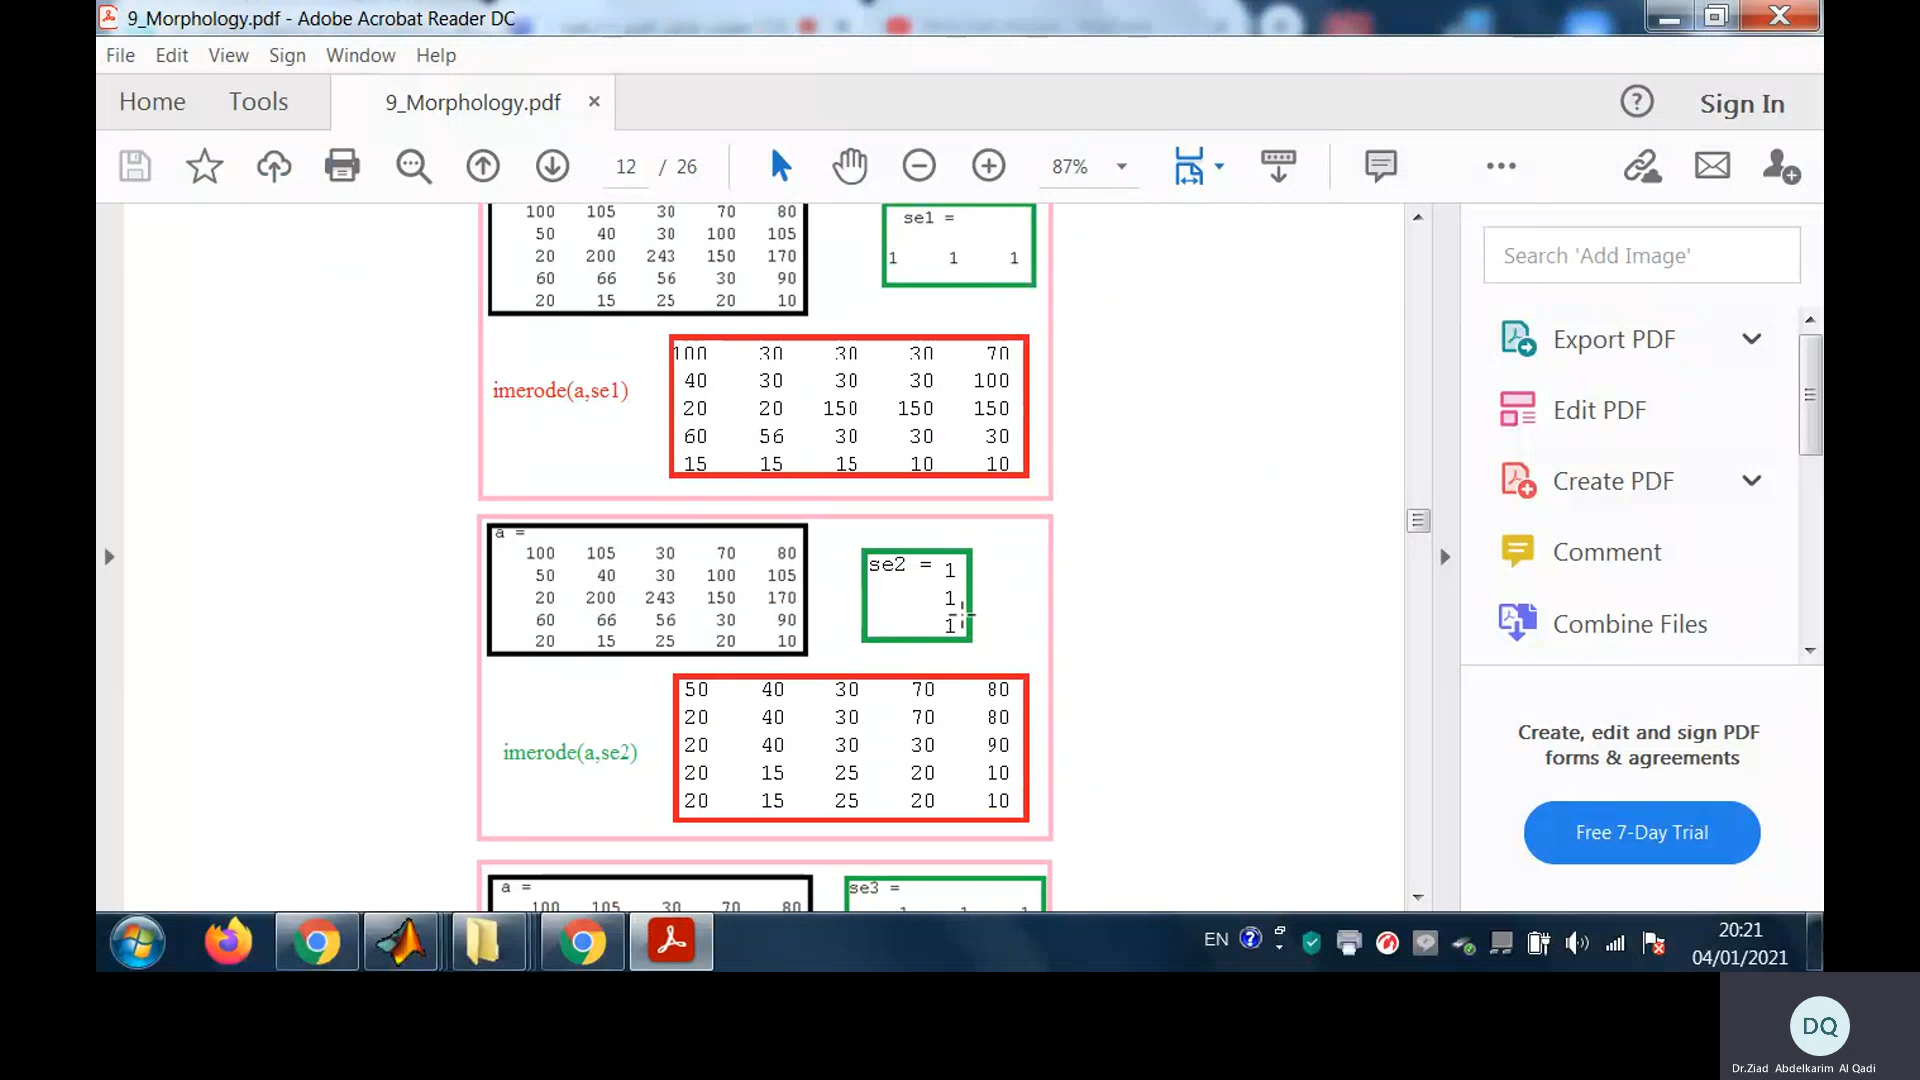 9_Morphology.pdf - Adobe Acrobat Reader DC
File Edit View Sign Window Help
Home Tools 9_Morphology.pdf × ? Sign In
12 / 26 87%
100 105 30 70 80
50 40 30 100 105
20 200 243 150 170
60 66 56 30 90
20 15 25 20 10
se1 =
1 1 1
imerode(a,se1)
100 30 30 30 70
40 30 30 30 100
20 20 150 150 150
60 56 30 30 30
15 15 15 10 10
a =
100 105 30 70 80
50 40 30 100 105
20 200 243 150 170
60 66 56 30 90
20 15 25 20 10
se2 = 1
1
1
imerode(a,se2)
50 40 30 70 80
20 40 30 70 80
20 40 30 30 90
20 15 25 20 10
20 15 25 20 10
a =
100 105 30 70 80
se3 =
1 1 1
Search 'Add Image'
Export PDF
Edit PDF
Create PDF
Comment
Combine Files
Create, edit and sign PDF
forms & agreements
Free 7-Day Trial
EN
20:21
04/01/2021
DQ
Dr.Ziad Abdelkarim Al Qadi